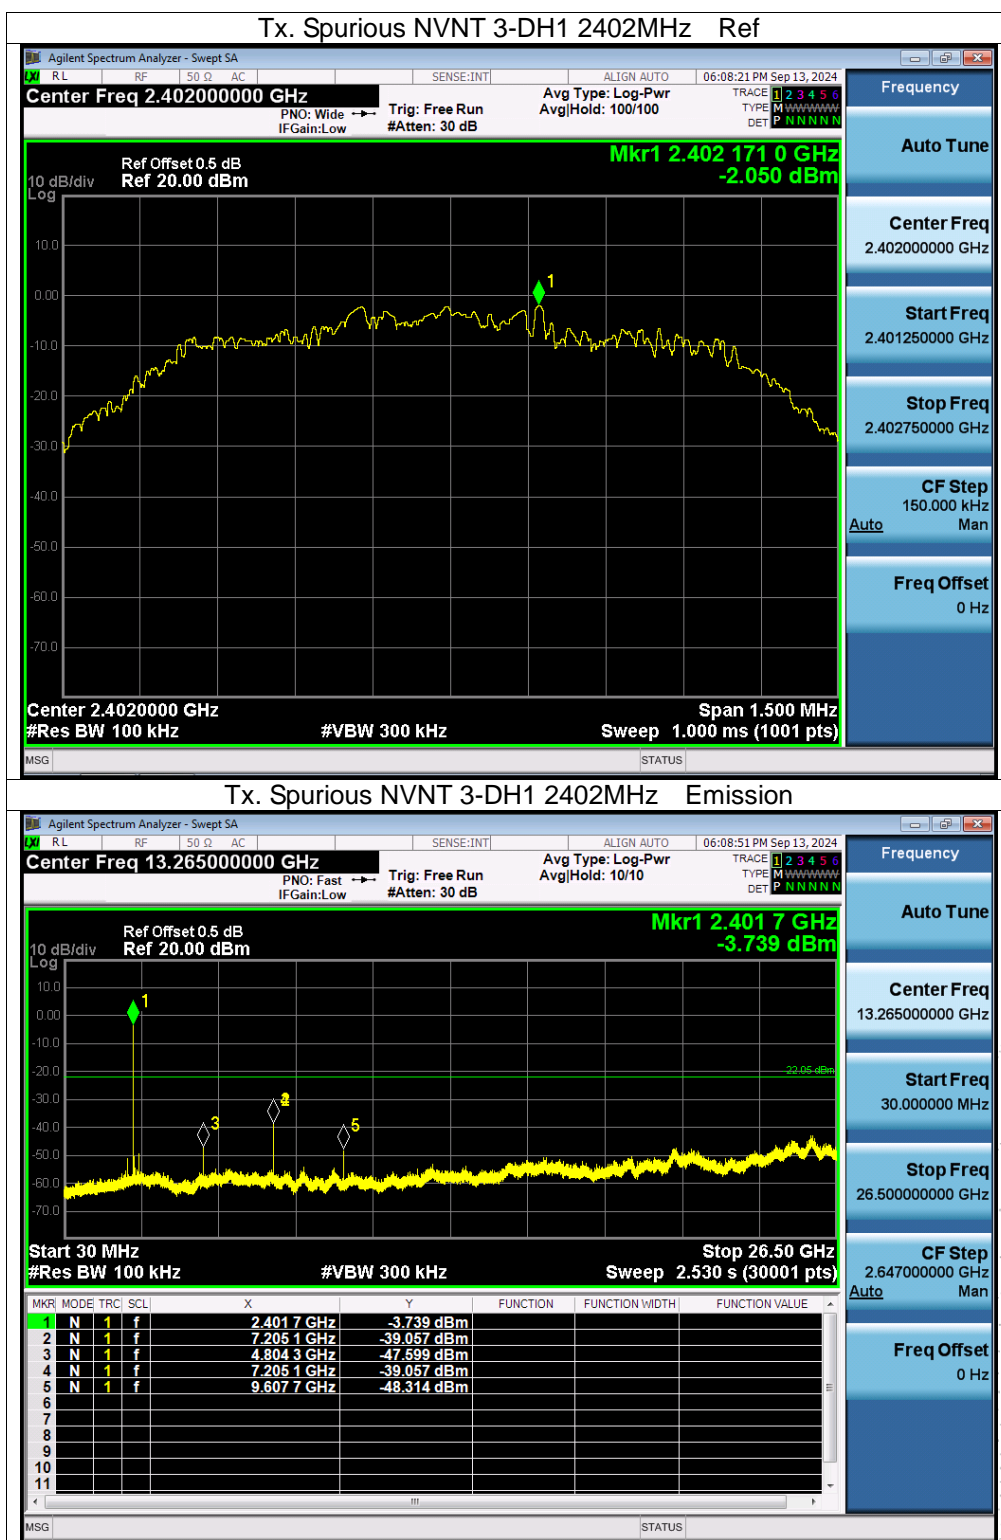 Tx. Spurious NVNT 3-DH1 2402MHz Ref
Agilent Spectrum Analyzer - Swept SA
LXI RL RF 50 Ω AC SENSE:INT ALIGN AUTO 06:08:21 PM Sep 13, 2024
Center Freq 2.402000000 GHz
PNO: Wide
IFGain:Low
Trig: Free Run
#Atten: 30 dB
Avg Type: Log-Pwr
Avg|Hold: 100/100
TRACE 1 2 3 4 5 6
TYPE M W W W W W
DET P N N N N N
Ref Offset 0.5 dB
10 dB/div Ref 20.00 dBm
Log
Mkr1 2.402 171 0 GHz
-2.050 dBm
10.0
0.00
-10.0
-20.0
-30.0
-40.0
-50.0
-60.0
-70.0
1
Center 2.4020000 GHz Span 1.500 MHz
#Res BW 100 kHz #VBW 300 kHz Sweep 1.000 ms (1001 pts)
MSG STATUS
Frequency
Auto Tune
Center Freq
2.402000000 GHz
Start Freq
2.401250000 GHz
Stop Freq
2.402750000 GHz
CF Step
150.000 kHz
Auto Man
Freq Offset
0 Hz
Tx. Spurious NVNT 3-DH1 2402MHz Emission
Agilent Spectrum Analyzer - Swept SA
LXI RL RF 50 Ω AC SENSE:INT ALIGN AUTO 06:08:51 PM Sep 13, 2024
Center Freq 13.265000000 GHz
PNO: Fast
IFGain:Low
Trig: Free Run
#Atten: 30 dB
Avg Type: Log-Pwr
Avg|Hold: 10/10
TRACE 1 2 3 4 5 6
TYPE M W W W W W
DET P N N N N N
Ref Offset 0.5 dB
10 dB/div Ref 20.00 dBm
Log
Mkr1 2.401 7 GHz
-3.739 dBm
10.0
0.00
-10.0
-20.0
-30.0
-40.0
-50.0
-60.0
-70.0
1
3
5
-22.05 dBm
Start 30 MHz Stop 26.50 GHz
#Res BW 100 kHz #VBW 300 kHz Sweep 2.530 s (30001 pts)
MKR MODE TRC SCL X Y FUNCTION FUNCTION WIDTH FUNCTION VALUE
1 N 1 f 2.401 7 GHz -3.739 dBm
2 N 1 f 7.205 1 GHz -39.057 dBm
3 N 1 f 4.804 3 GHz -47.599 dBm
4 N 1 f 7.205 1 GHz -39.057 dBm
5 N 1 f 9.607 7 GHz -48.314 dBm
6
7
8
9
10
11
MSG STATUS
Frequency
Auto Tune
Center Freq
13.265000000 GHz
Start Freq
30.000000 MHz
Stop Freq
26.500000000 GHz
CF Step
2.647000000 GHz
Auto Man
Freq Offset
0 Hz